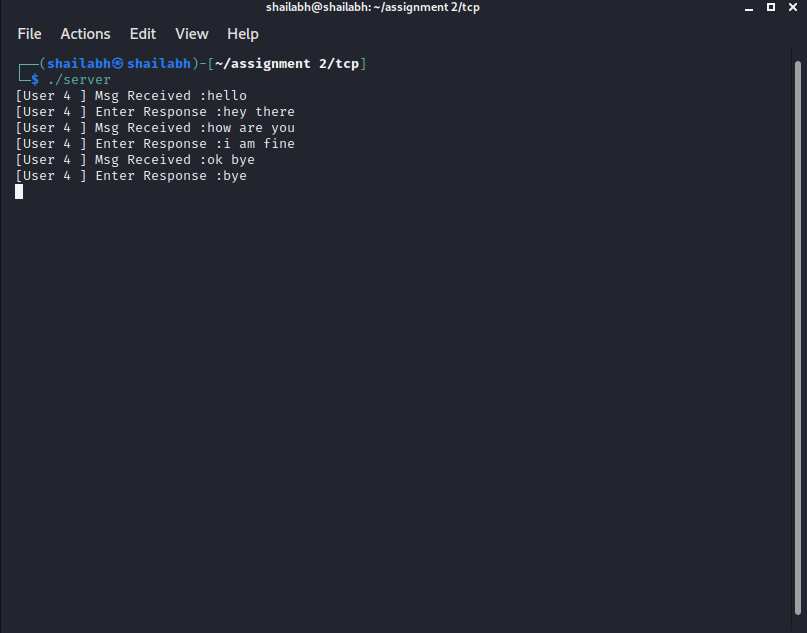 shailabh@shailabh: ~/assignment 2/tcp
File Actions Edit View Help
┌──(shailabh㉿shailabh)-[~/assignment 2/tcp]
└─$ ./server
[User 4 ] Msg Received :hello
[User 4 ] Enter Response :hey there
[User 4 ] Msg Received :how are you
[User 4 ] Enter Response :i am fine
[User 4 ] Msg Received :ok bye
[User 4 ] Enter Response :bye